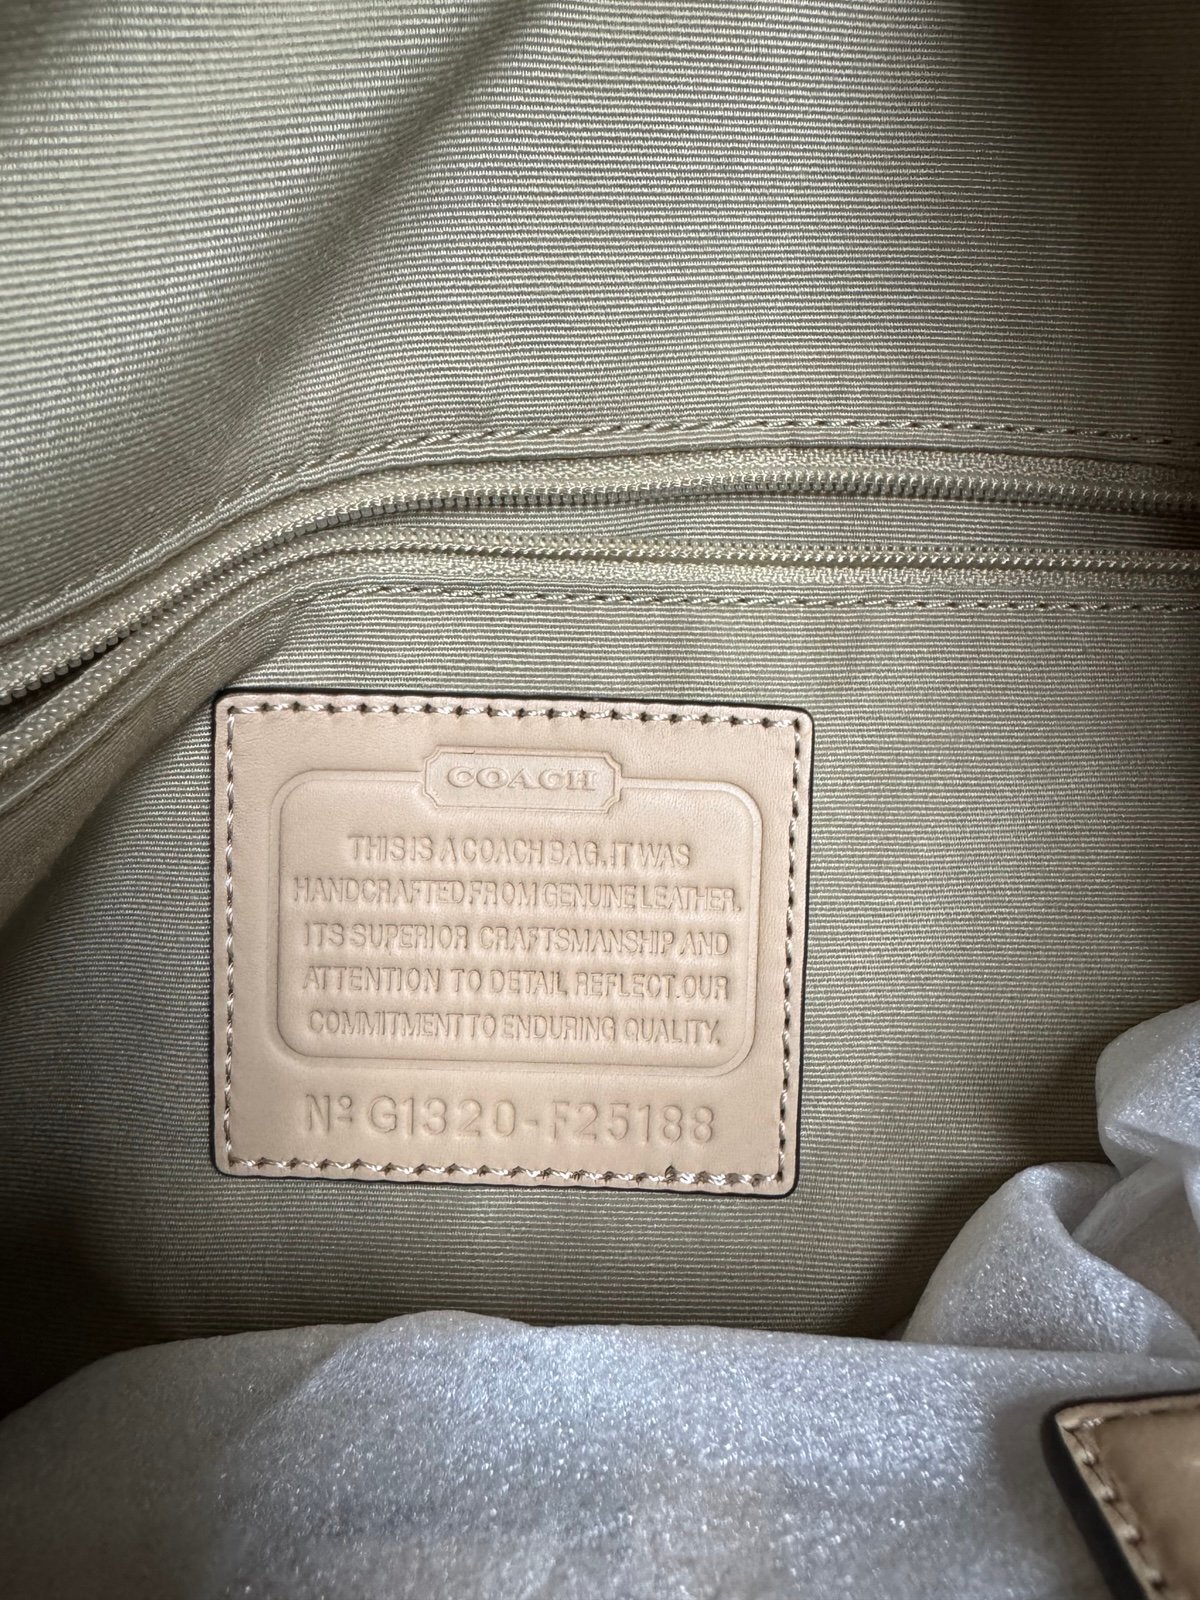 COACH
THIS IS A COACH BAG. IT WAS
HANDCRAFTED FROM GENUINE LEATHER.
ITS SUPERIOR CRAFTSMANSHIP AND
ATTENTION TO DETAIL REFLECT OUR
COMMITMENT TO ENDURING QUALITY.
Nº G1320-F25188